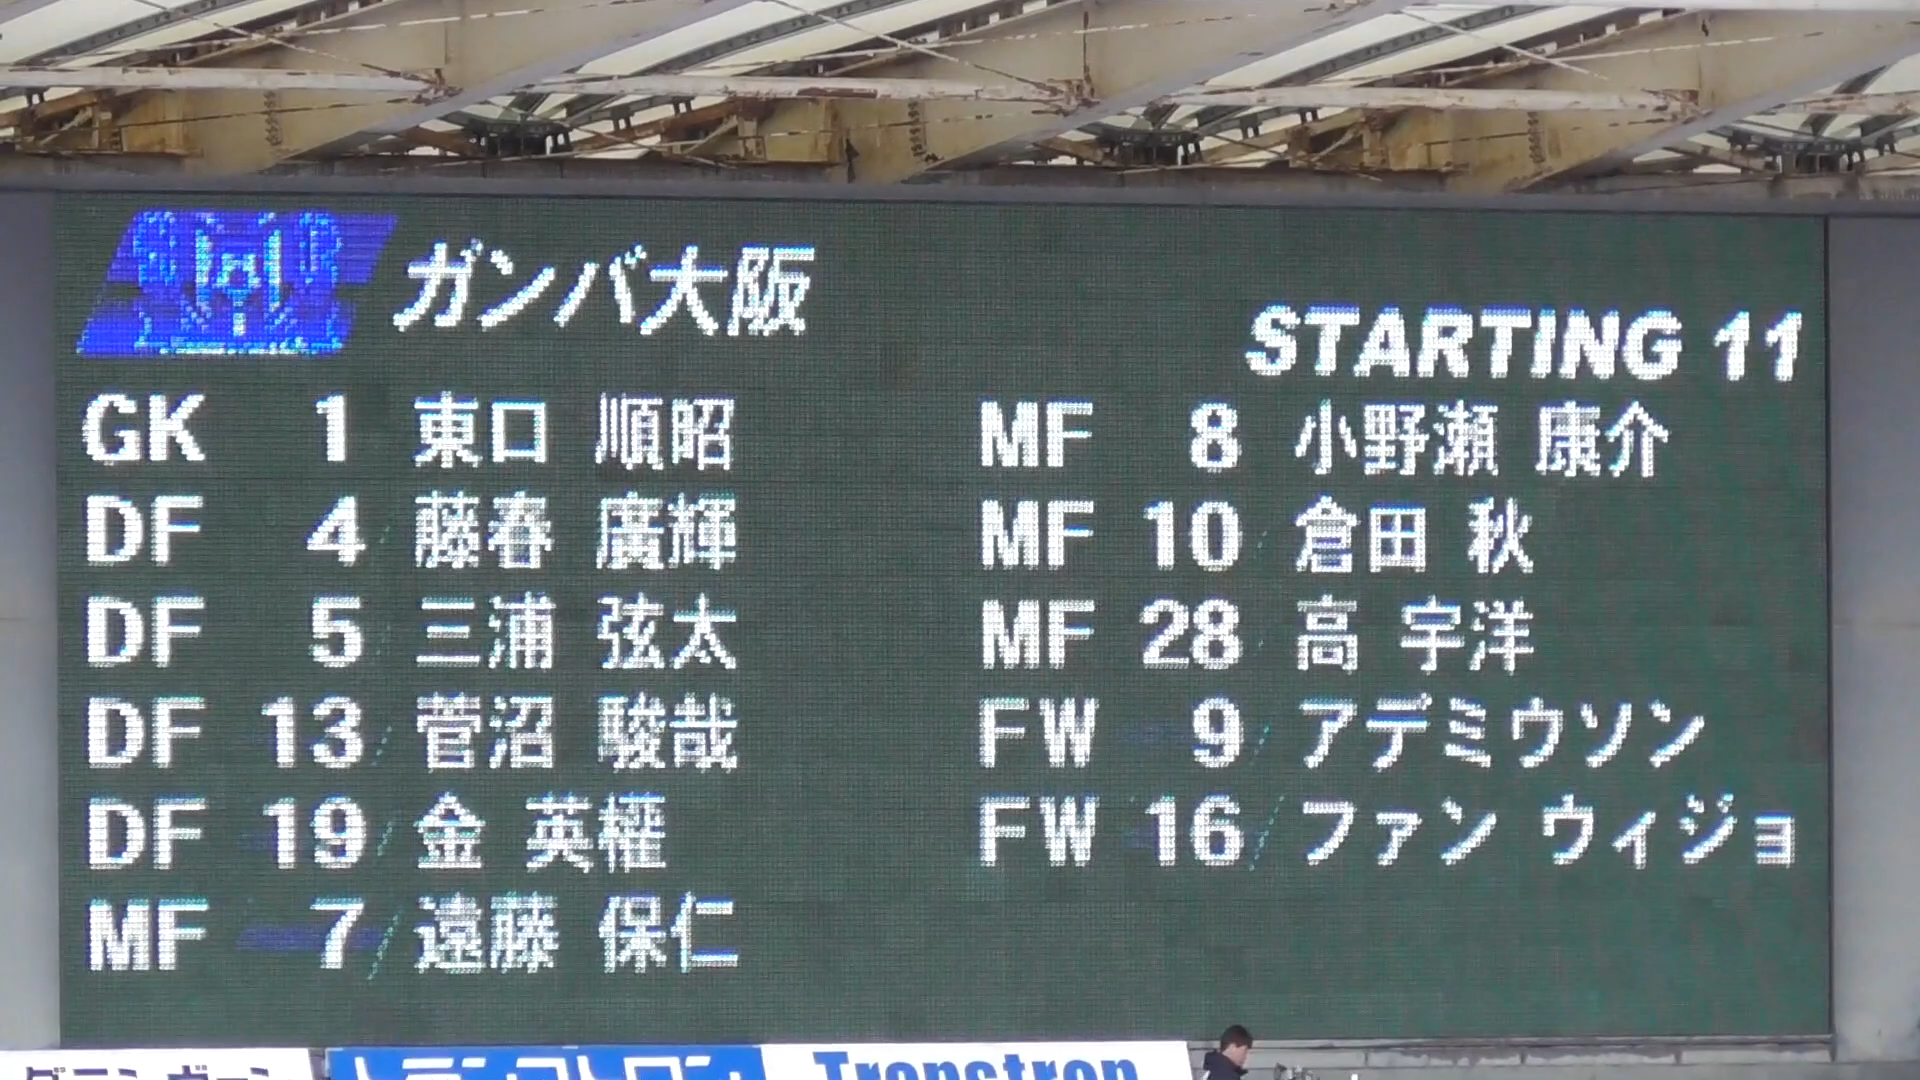 ガンバ大阪
STARTING 11
GK 1 東口 順昭
DF 4 藤春 廣輝
DF 5 三浦 弦太
DF 13 菅沼 駿哉
DF 19 金 英權
MF 7 遠藤 保仁
MF 8 小野瀬 康介
MF 10 倉田 秋
MF 28 高 宇洋
FW 9 アデミウソン
FW 16 ファン ウィジョ
Transtron